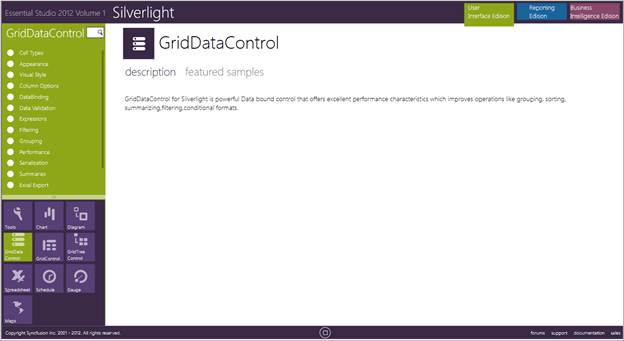 Essential Studio 2012 Volume 1 Silverlight
User Interface Edition
Reporting Edition
Business Intelligence Edition
GridDataControl
Cell Types
Appearance
Visual Style
Column Options
DataBinding
Data Validation
Expressions
Filtering
Grouping
Performance
Serialization
Summaries
Excel Export
Tools
Chart
Diagram
GridData Control
GridControl
GridTree Control
Spreadsheet
Schedule
Gauge
Maps
GridDataControl
description featured samples
GridDataControl for Silverlight is powerful Data bound control that offers excellent performance characteristics which improves operations like grouping, sorting,
summarizing,filtering,conditional formats.
Copyright Syncfusion Inc. 2001 - 2012. All rights reserved.
forums support documentation sales